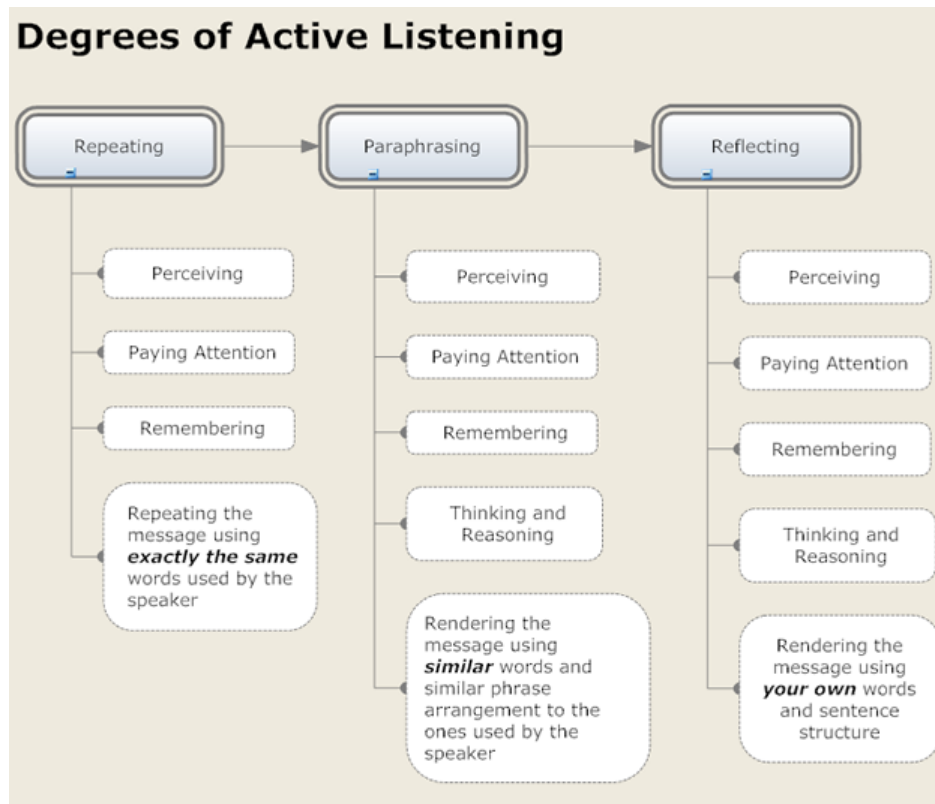 Degrees of Active Listening
Repeating
Perceiving
Paying Attention
Remembering
Repeating the
message using
exactly the same
words used by the
speaker
Paraphrasing
Perceiving
Paying Attention
Remembering
Thinking and
Reasoning
Rendering the
message using
similar words and
similar phrase
arrangement to the
ones used by the
speaker
Reflecting
Perceiving
Paying Attention
Remembering
Thinking and
Reasoning
Rendering the
message using
your own words
and sentence
structure